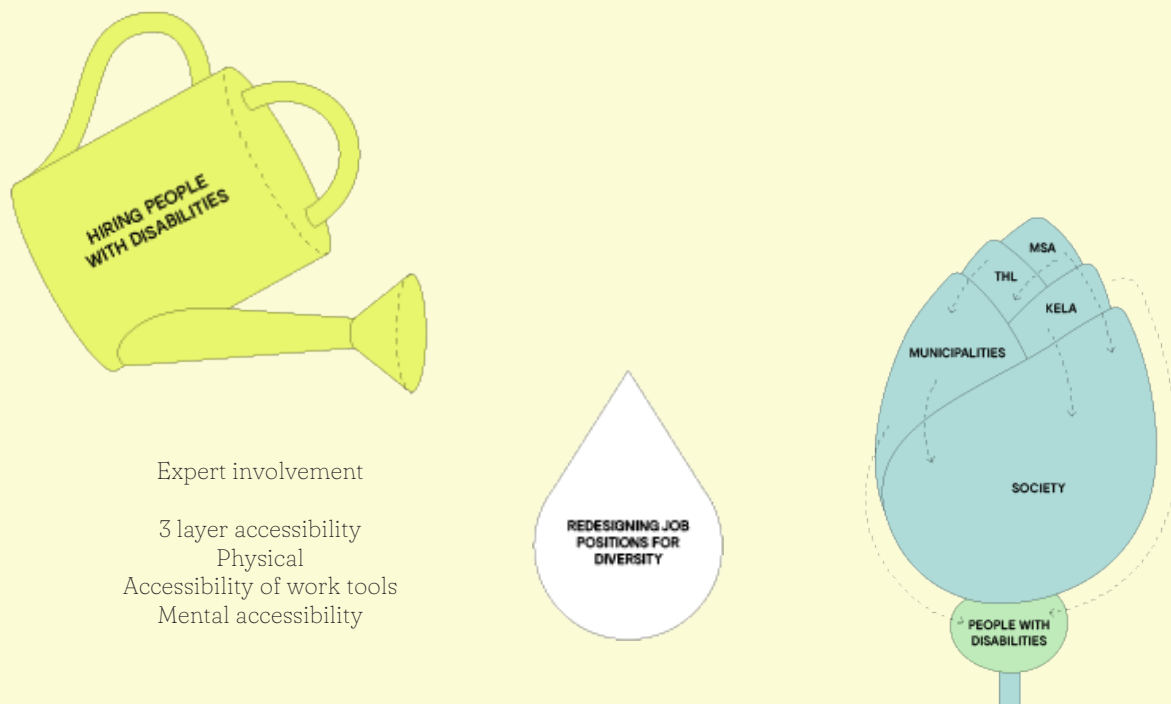 HIRING PEOPLE
WITH DISABILITIES
Expert involvement
3 layer accessibility
Physical
Accessibility of work tools
Mental accessibility
REDESIGNING JOB
POSITIONS FOR
DIVERSITY
MSA
THL
KELA
MUNICIPALITIES
SOCIETY
PEOPLE WITH
DISABILITIES